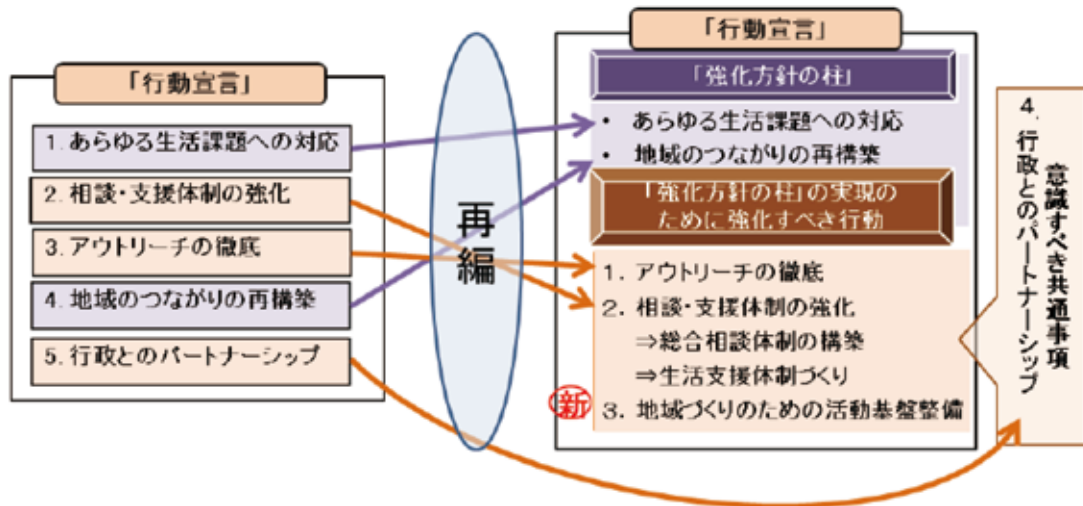 「行動宣言」
1. あらゆる生活課題への対応
2. 相談・支援体制の強化
3. アウトリーチの徹底
4. 地域のつながりの再構築
5. 行政とのパートナーシップ
再編
「行動宣言」
「強化方針の柱」
• あらゆる生活課題への対応
• 地域のつながりの再構築
「強化方針の柱」の実現の
ために強化すべき行動
1. アウトリーチの徹底
2. 相談・支援体制の強化
⇒総合相談体制の構築
⇒生活支援体制づくり
新
3. 地域づくりのための活動基盤整備
意識すべき共通事項
4. 行政とのパートナーシップ